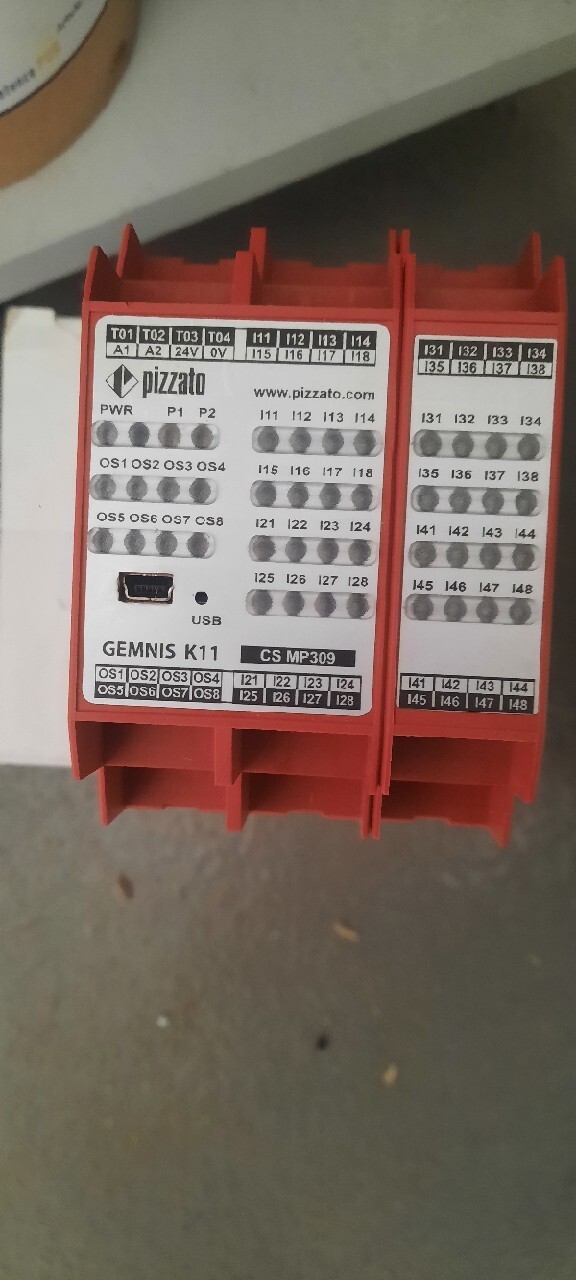 T01 T02 T03 T04 I11 I12 I13 I14
A1 A2 24V 0V I15 I16 I17 I18
pizzato
www.pizzato.com
PWR P1 P2 I11 I12 I13 I14
OS1 OS2 OS3 OS4 I15 I16 I17 I18
OS5 OS6 OS7 OS8 I21 I22 I23 I24
I25 I26 I27 I28
USB
GEMNIS K11 CS MP309
OS1 OS2 OS3 OS4 I21 I22 I23 I24
OS5 OS6 OS7 OS8 I25 I26 I27 I28
I31 I32 I33 I34
I35 I36 I37 I38
I31 I32 I33 I34
I35 I36 I37 I38
I41 I42 I43 I44
I45 I46 I47 I48
I41 I42 I43 I44
I45 I46 I47 I48